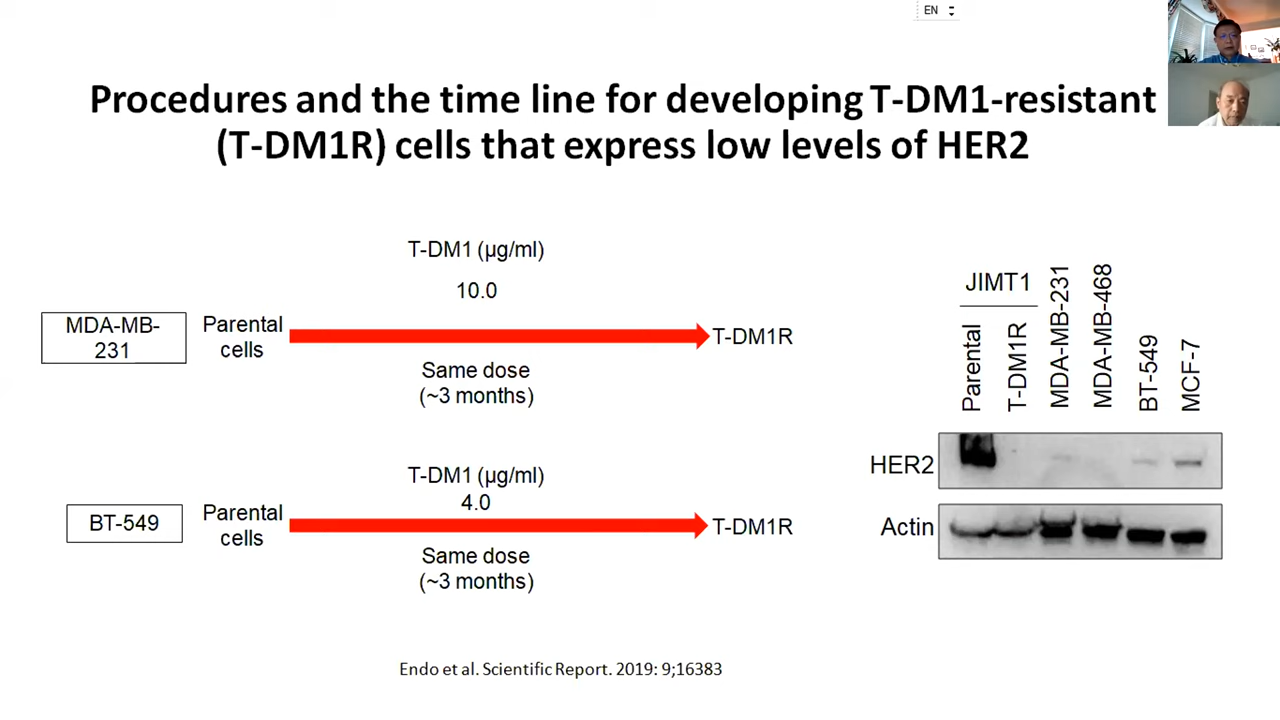 EN
Procedures and the time line for developing T-DM1-resistant
(T-DM1R) cells that express low levels of HER2
T-DM1 (µg/ml)
10.0
MDA-MB-
231
Parental
cells
T-DM1R
Same dose
(~3 months)
T-DM1 (µg/ml)
4.0
BT-549
Parental
cells
T-DM1R
Same dose
(~3 months)
JIMT1
Parental
T-DM1R
MDA-MB-231
MDA-MB-468
BT-549
MCF-7
HER2
Actin
Endo et al. Scientific Report. 2019: 9;16383